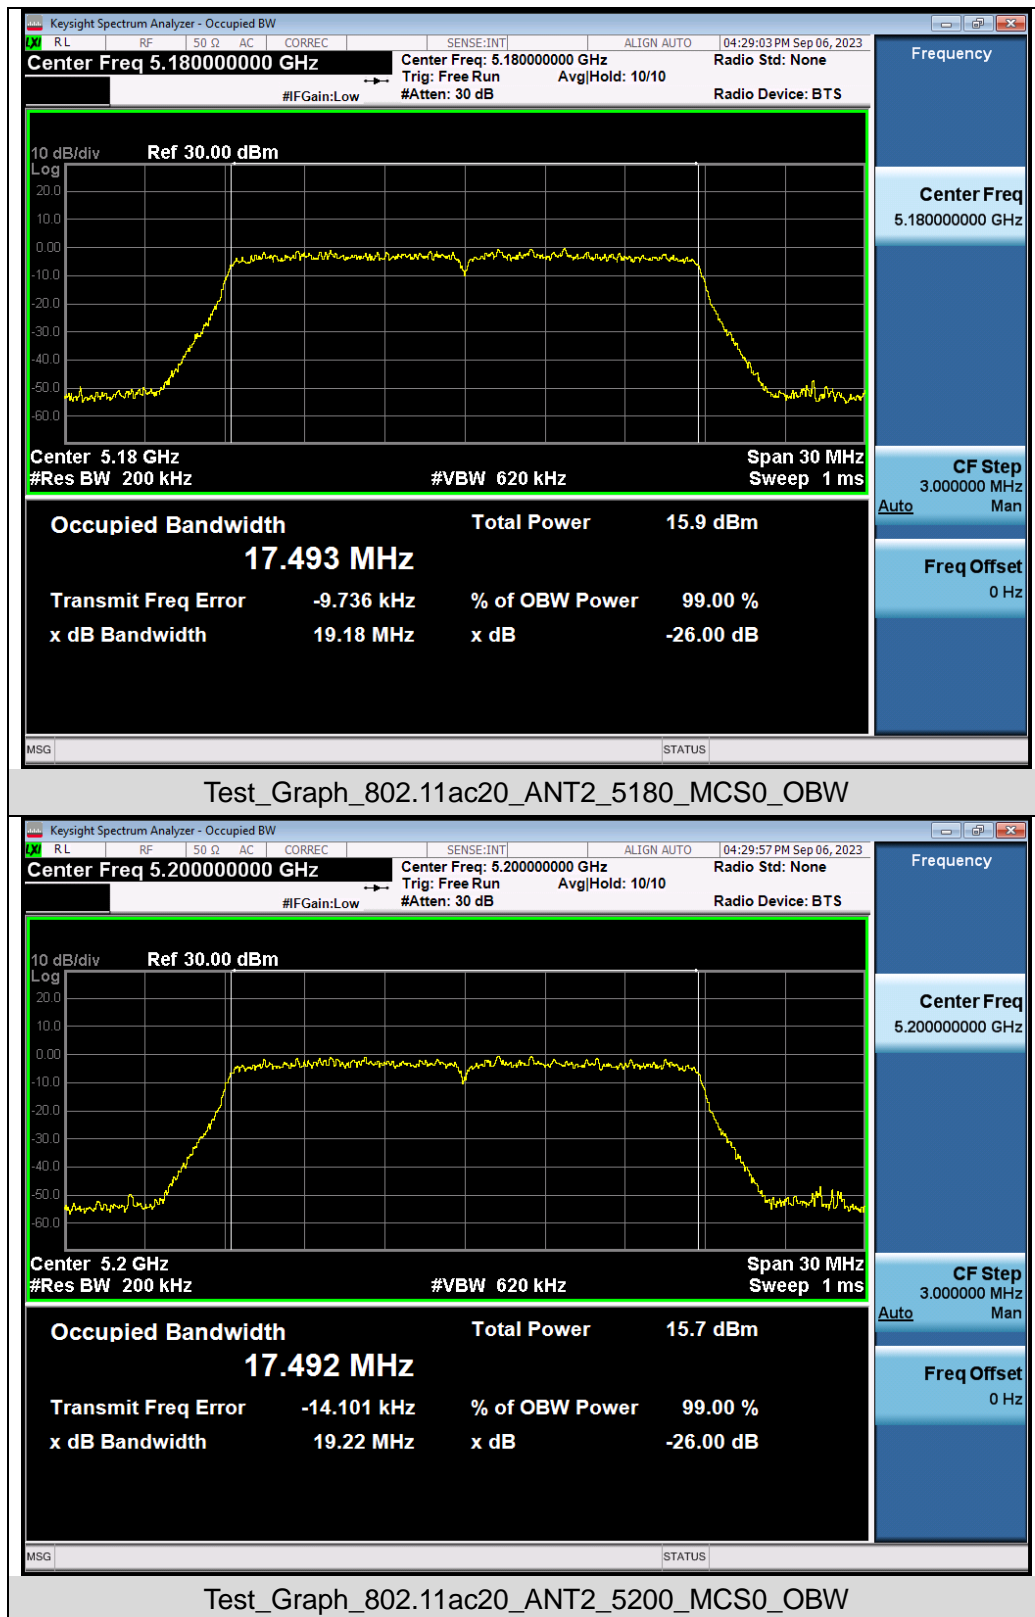 Keysight Spectrum Analyzer - Occupied BW
LXI RL RF 50 Ω AC CORREC SENSE:INT ALIGN AUTO 04:29:03 PM Sep 06, 2023
Center Freq 5.180000000 GHz
Center Freq: 5.180000000 GHz
Radio Std: None
Trig: Free Run Avg|Hold: 10/10
#IFGain:Low
#Atten: 30 dB
Radio Device: BTS
10 dB/div Ref 30.00 dBm
Log
20.0
10.0
0.00
-10.0
-20.0
-30.0
-40.0
-50.0
-60.0
Center 5.18 GHz Span 30 MHz
#Res BW 200 kHz #VBW 620 kHz Sweep 1 ms
Occupied Bandwidth Total Power 15.9 dBm
17.493 MHz
Transmit Freq Error -9.736 kHz % of OBW Power 99.00 %
x dB Bandwidth 19.18 MHz x dB -26.00 dB
MSG STATUS
Frequency
Center Freq
5.180000000 GHz
CF Step
3.000000 MHz
Auto Man
Freq Offset
0 Hz
Test_Graph_802.11ac20_ANT2_5180_MCS0_OBW
Keysight Spectrum Analyzer - Occupied BW
LXI RL RF 50 Ω AC CORREC SENSE:INT ALIGN AUTO 04:29:57 PM Sep 06, 2023
Center Freq 5.200000000 GHz
Center Freq: 5.200000000 GHz
Radio Std: None
Trig: Free Run Avg|Hold: 10/10
#IFGain:Low
#Atten: 30 dB
Radio Device: BTS
10 dB/div Ref 30.00 dBm
Log
20.0
10.0
0.00
-10.0
-20.0
-30.0
-40.0
-50.0
-60.0
Center 5.2 GHz Span 30 MHz
#Res BW 200 kHz #VBW 620 kHz Sweep 1 ms
Occupied Bandwidth Total Power 15.7 dBm
17.492 MHz
Transmit Freq Error -14.101 kHz % of OBW Power 99.00 %
x dB Bandwidth 19.22 MHz x dB -26.00 dB
MSG STATUS
Frequency
Center Freq
5.200000000 GHz
CF Step
3.000000 MHz
Auto Man
Freq Offset
0 Hz
Test_Graph_802.11ac20_ANT2_5200_MCS0_OBW